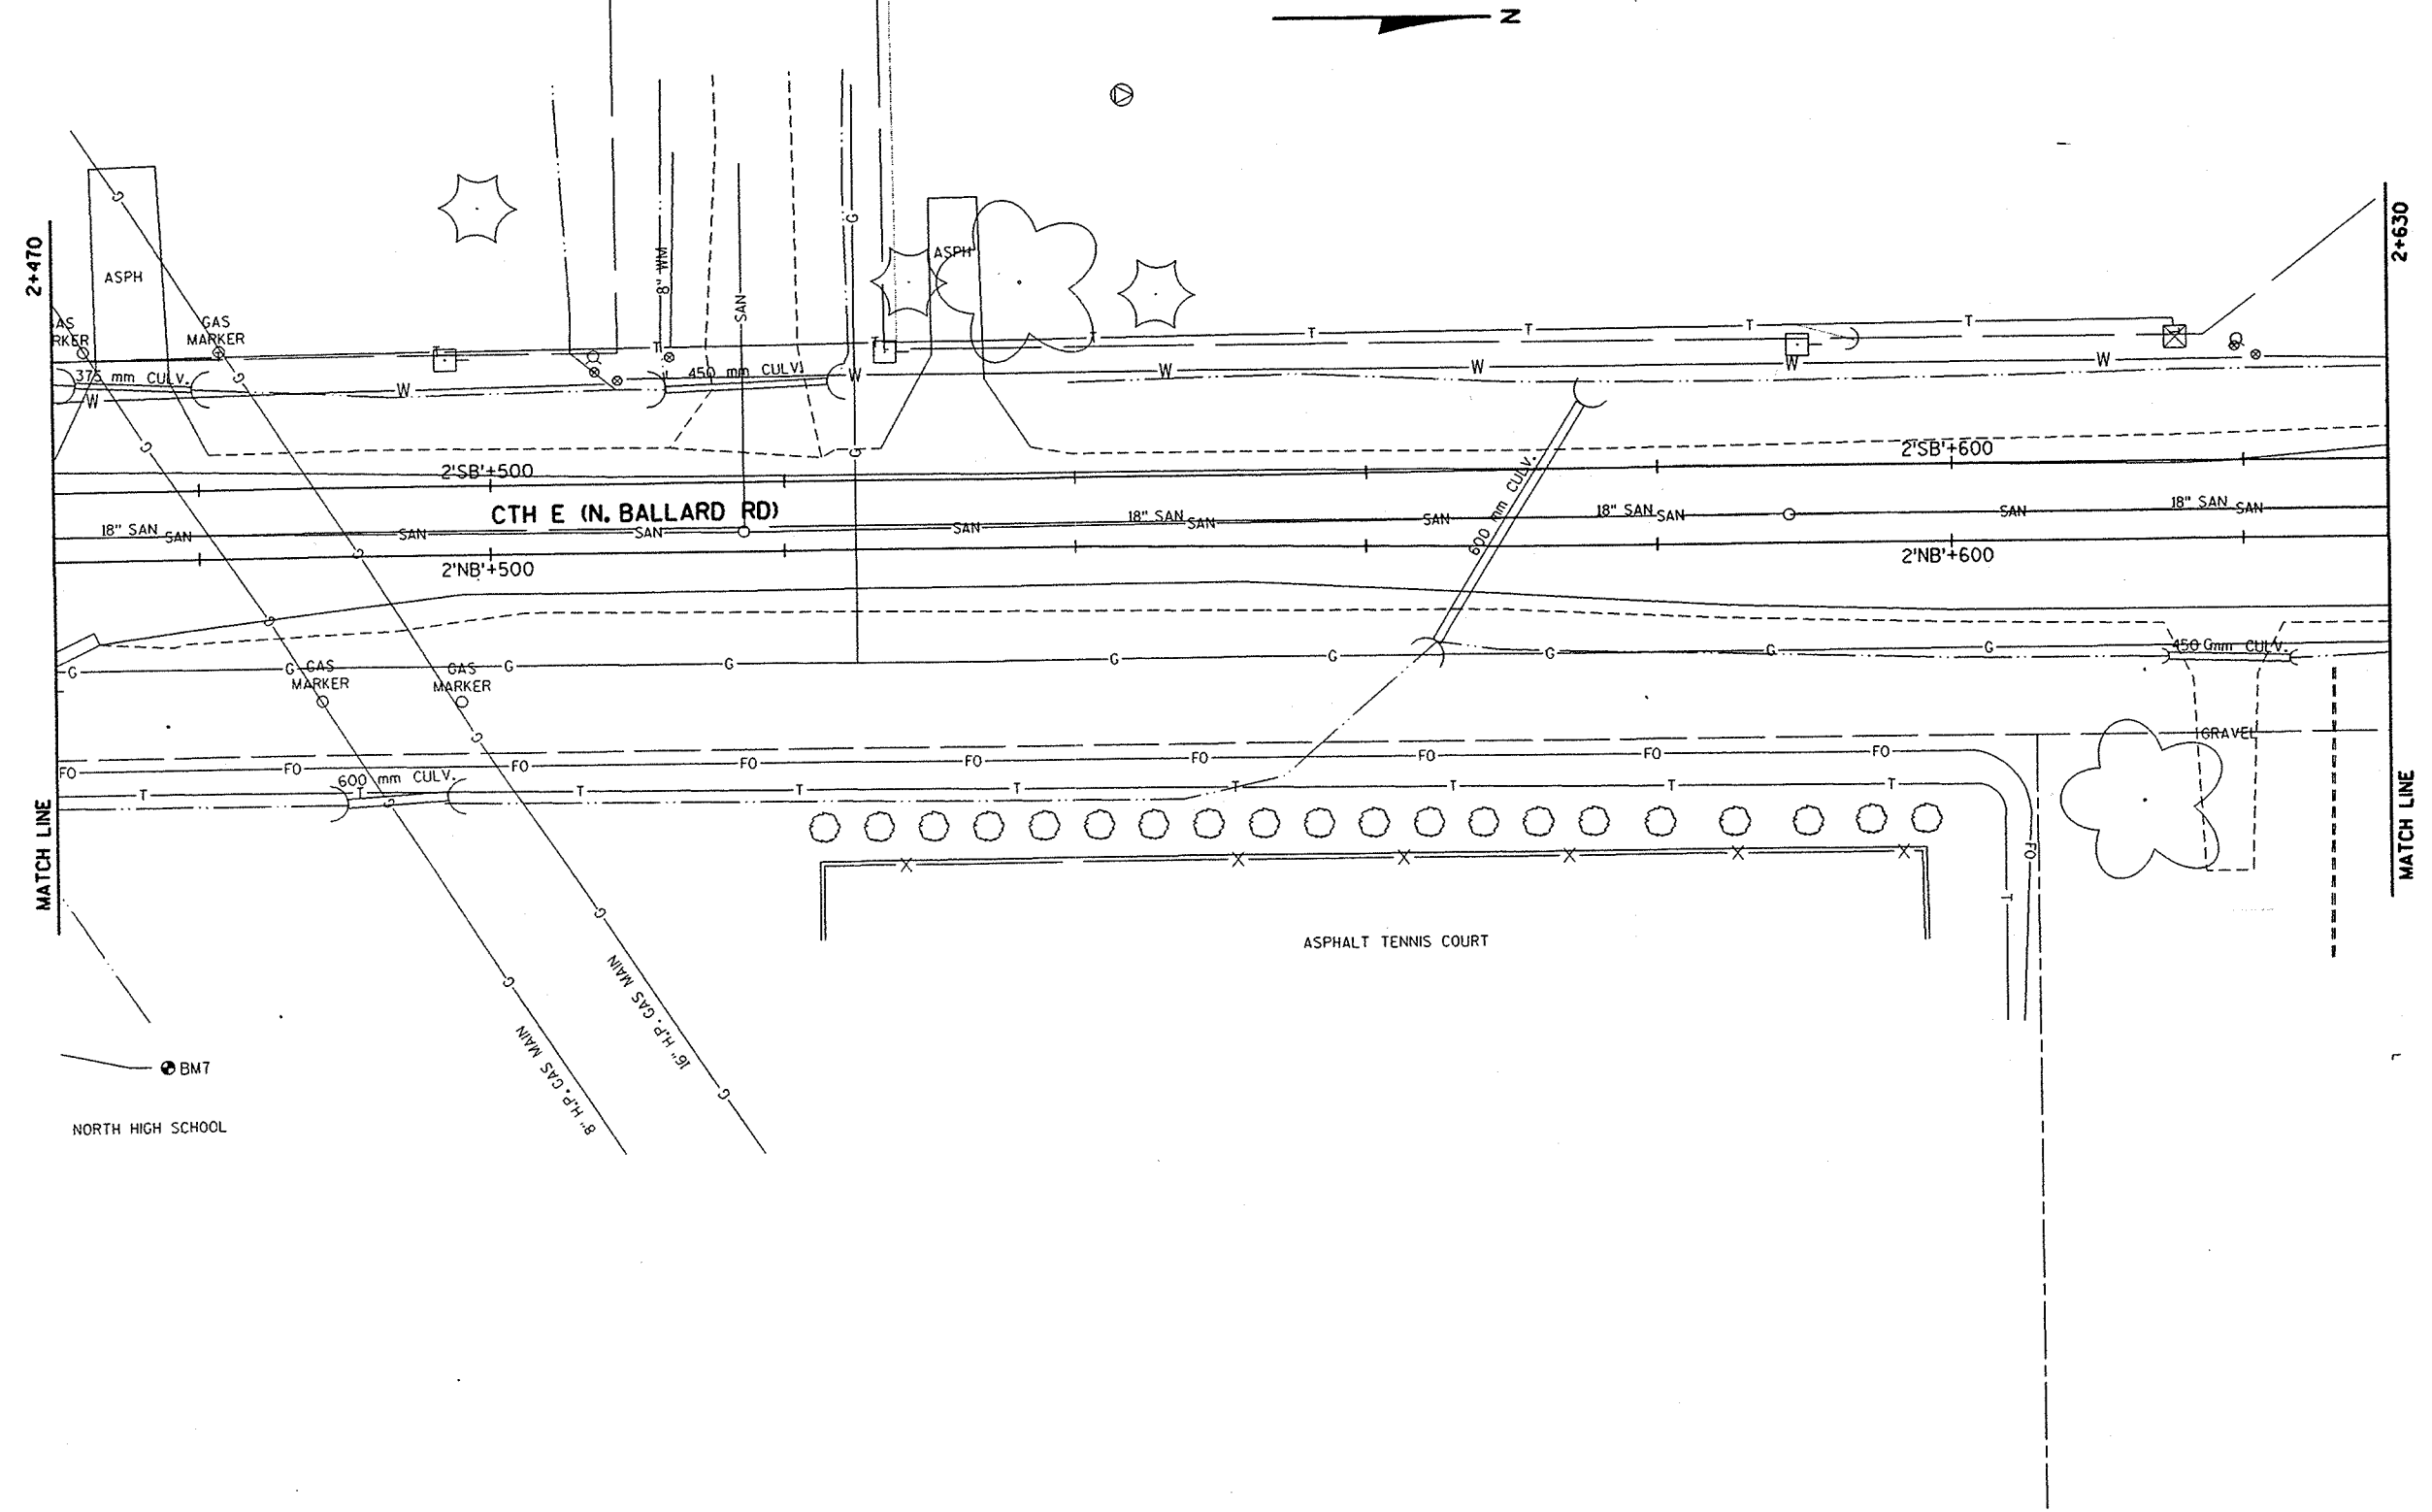 N
2+470
2+630
ASPH
8" WM
SAN
G
ASPH
GAS
MARKER
AS
RKER
T T T T T T T T
375 mm CULV.
450 mm CULV.
W W W W W W W
G
2'SB'+500
2'SB'+600
CTH E (N. BALLARD RD)
18" SAN SAN SAN SAN SAN 18" SAN SAN SAN 18" SAN SAN SAN 18" SAN SAN
600 mm CULV.
2'NB'+500
2'NB'+600
G G G G G G G G G
450 mm CULV.
GAS
MARKER
GAS
MARKER
GRAVEL
FO FO FO FO FO FO FO FO FO
600 mm CULV.
T T T T T T T T T
X X X X X X
FO
T
MATCH LINE
MATCH LINE
ASPHALT TENNIS COURT
G G
16" H.P. GAS MAIN
8" H.P. GAS MAIN
G
BM7
NORTH HIGH SCHOOL